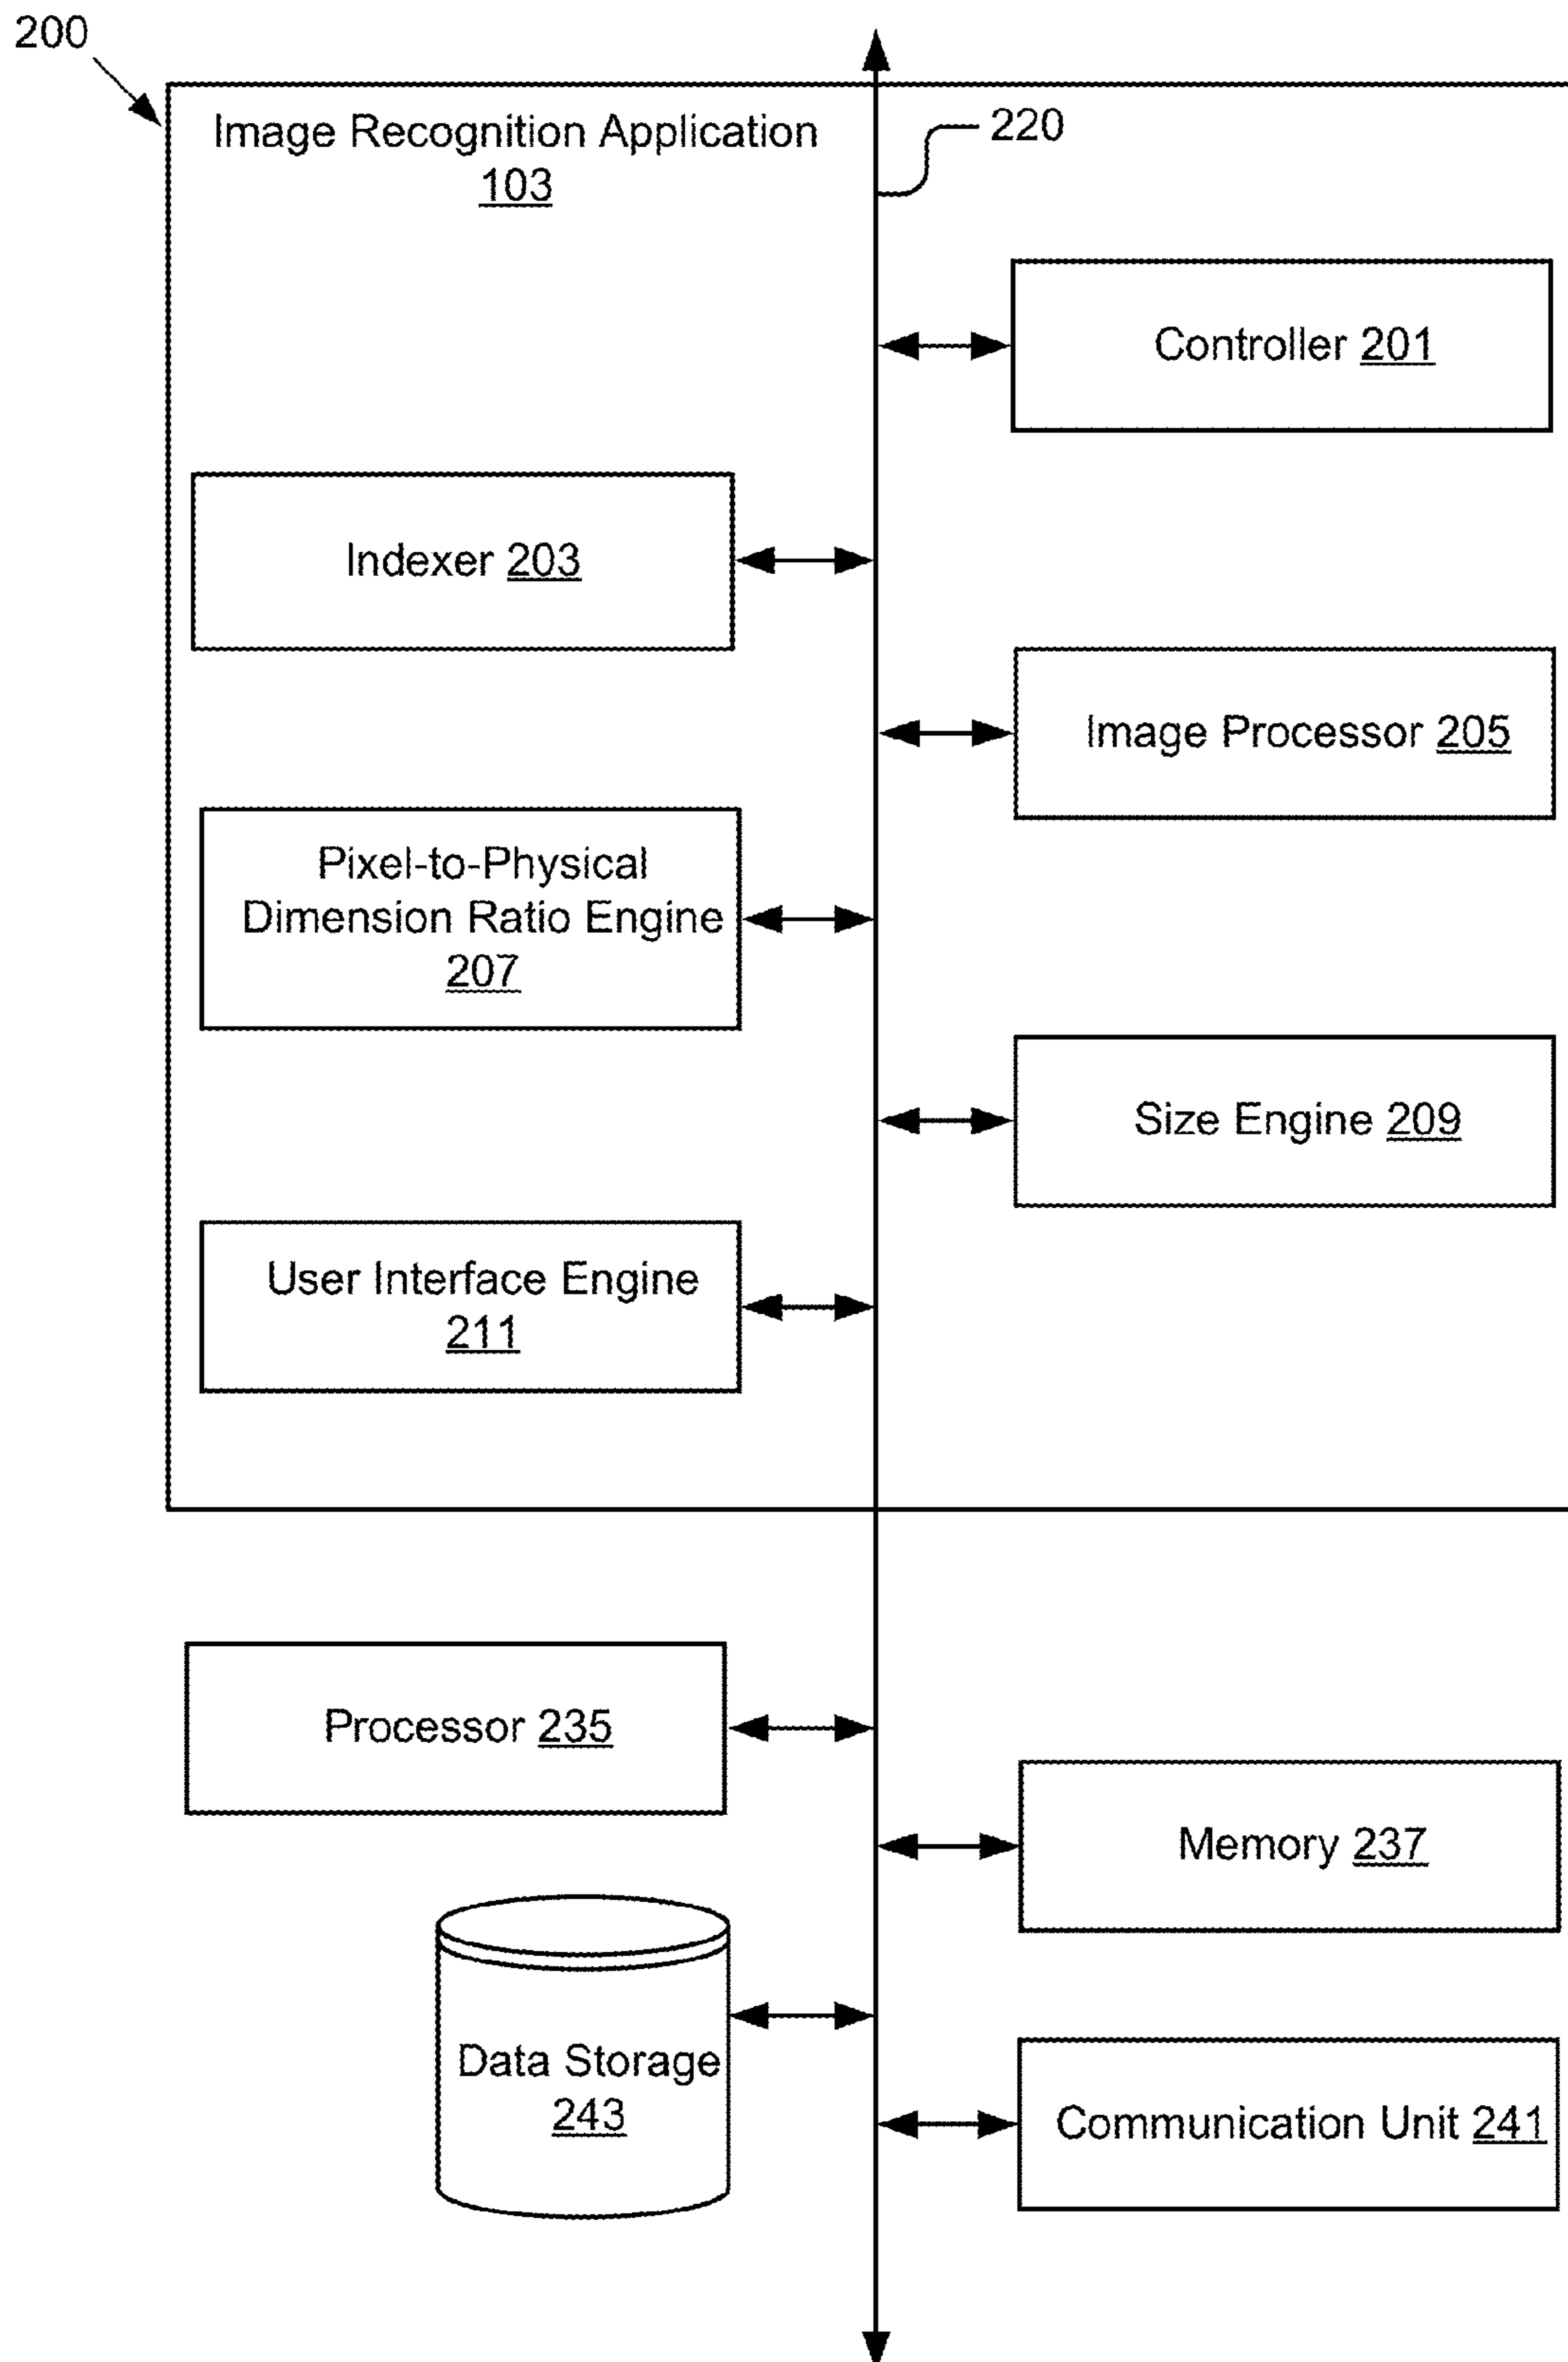 200
Image Recognition Application
103
220
Controller 201
Indexer 203
Image Processor 205
Pixel-to-Physical
Dimension Ratio Engine
207
Size Engine 209
User Interface Engine
211
Processor 235
Memory 237
Data Storage
243
Communication Unit 241